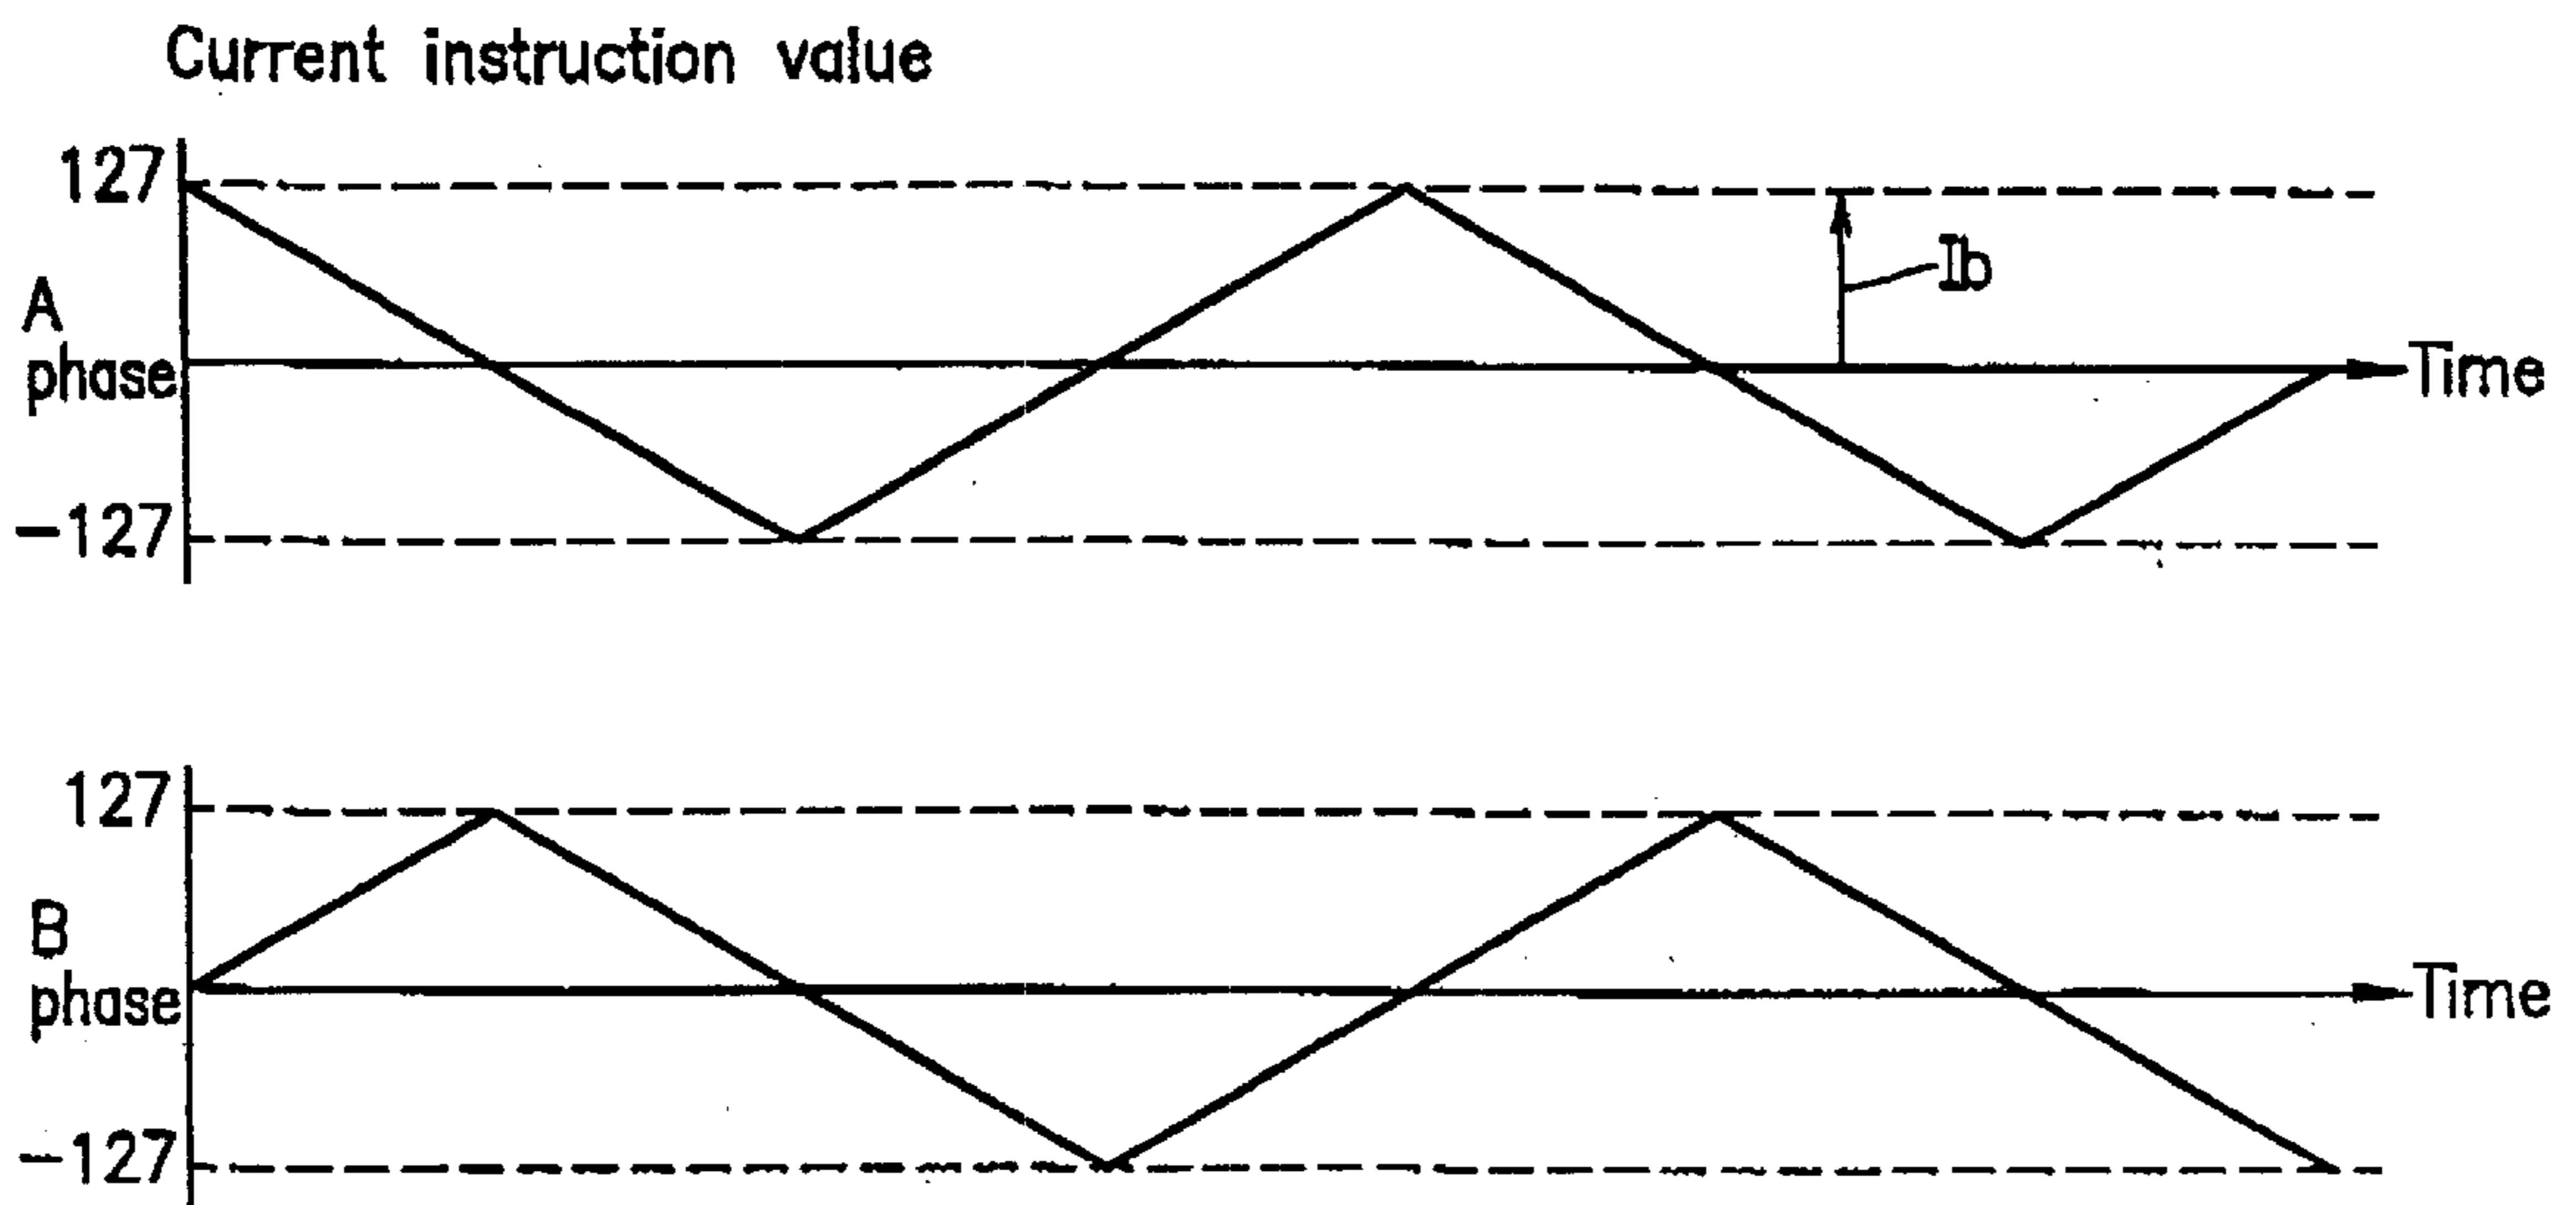 Current instruction value
127
A
phase
-127
Ib
Time
127
B
phase
-127
Time